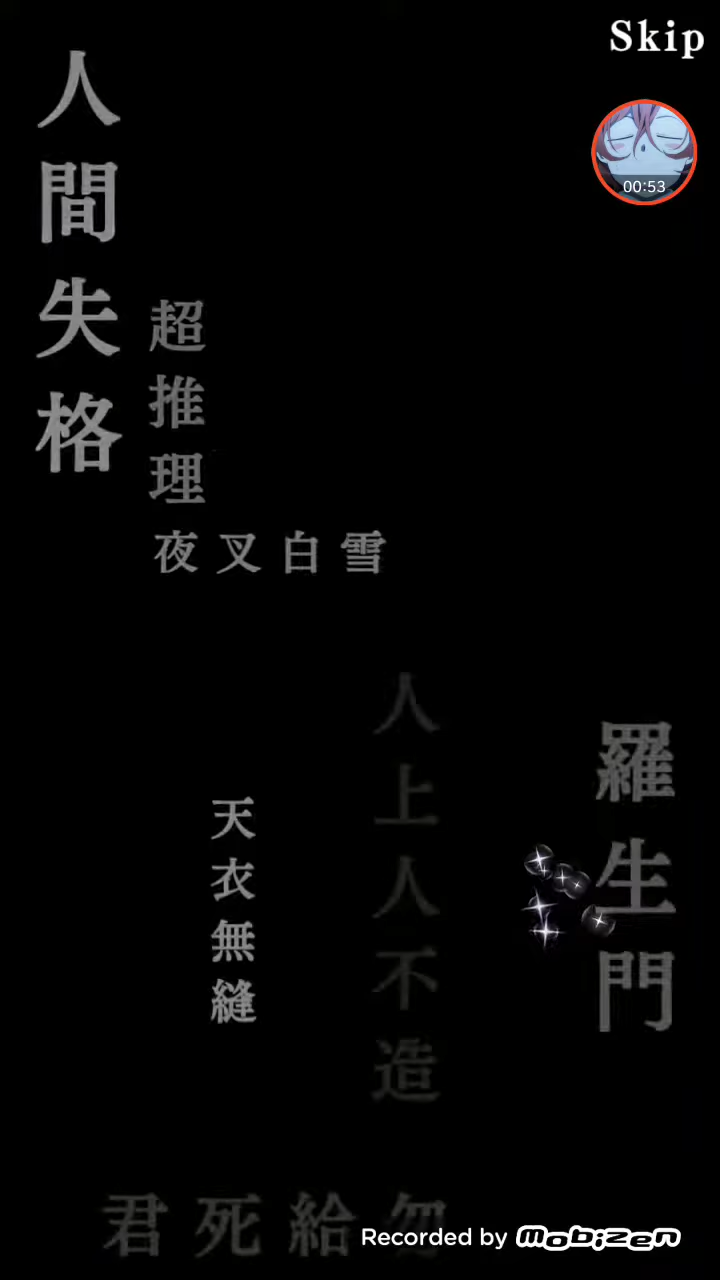 Skip
00:53
人間失格
超推理
夜叉白雪
人上人不造
羅生門
天衣無縫
君死給勿
Recorded by mobizen